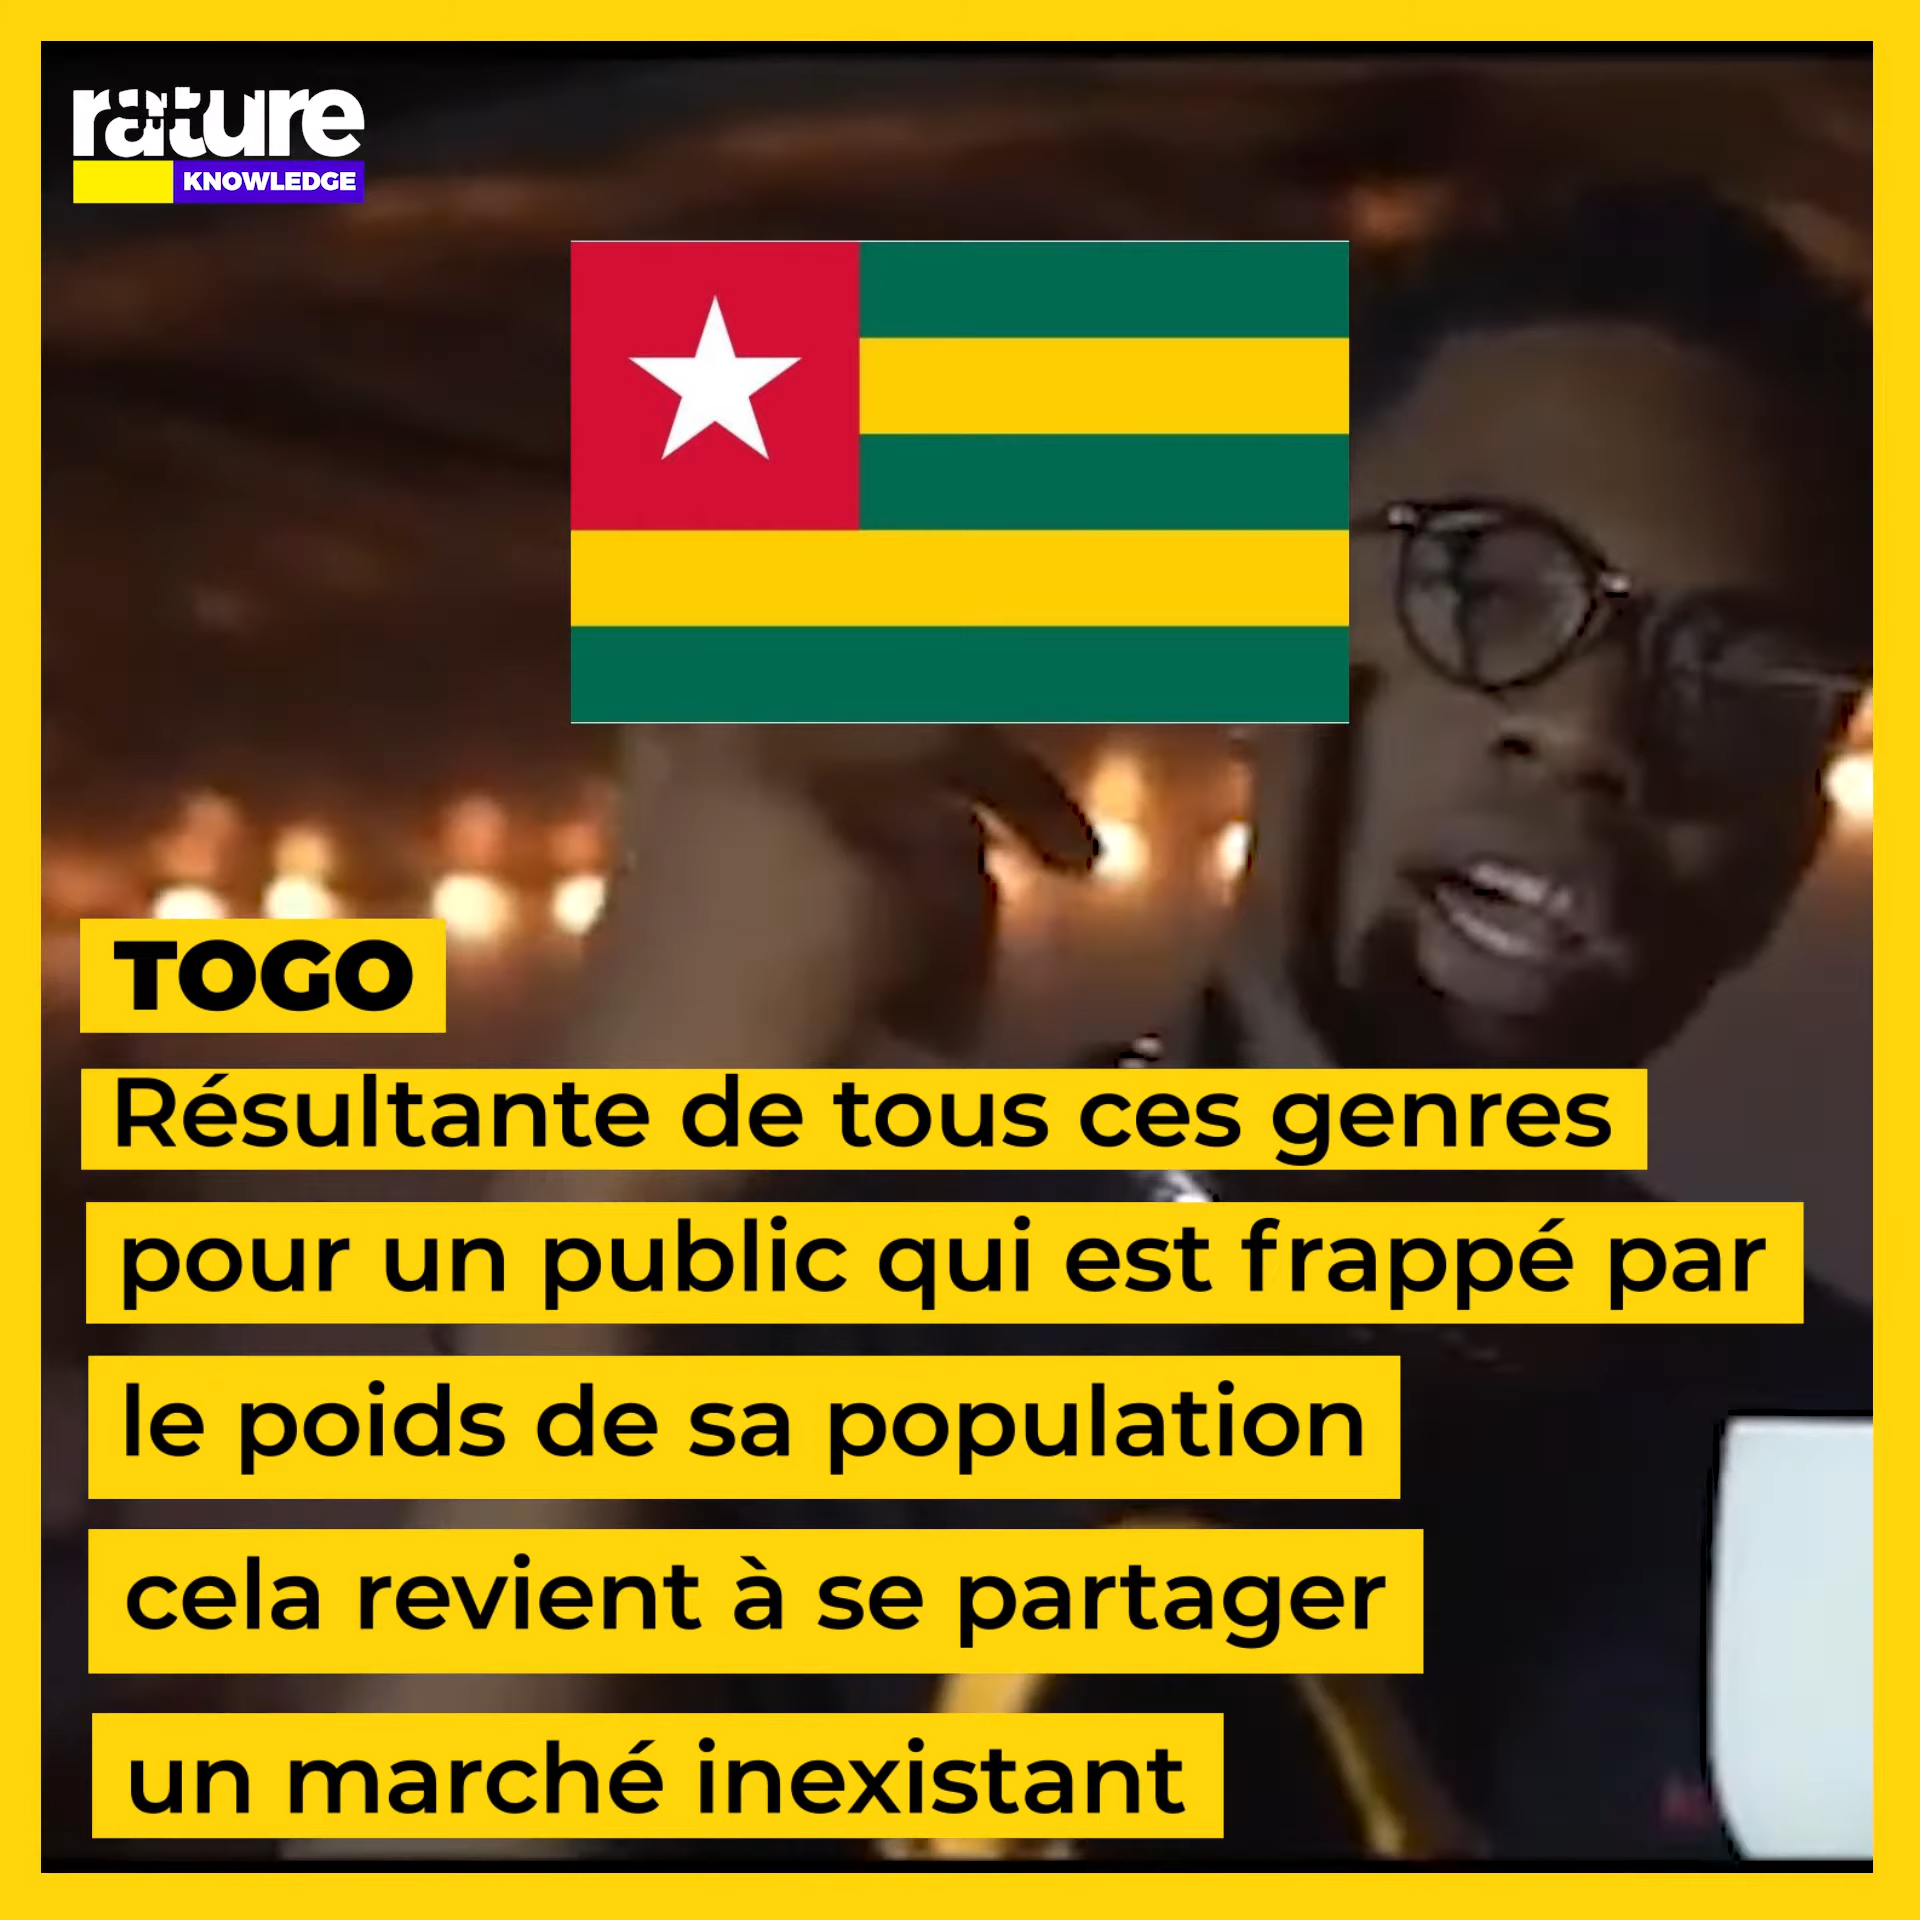 rature
KNOWLEDGE
TOGO
Résultante de tous ces genres
pour un public qui est frappé par
le poids de sa population
cela revient à se partager
un marché inexistant